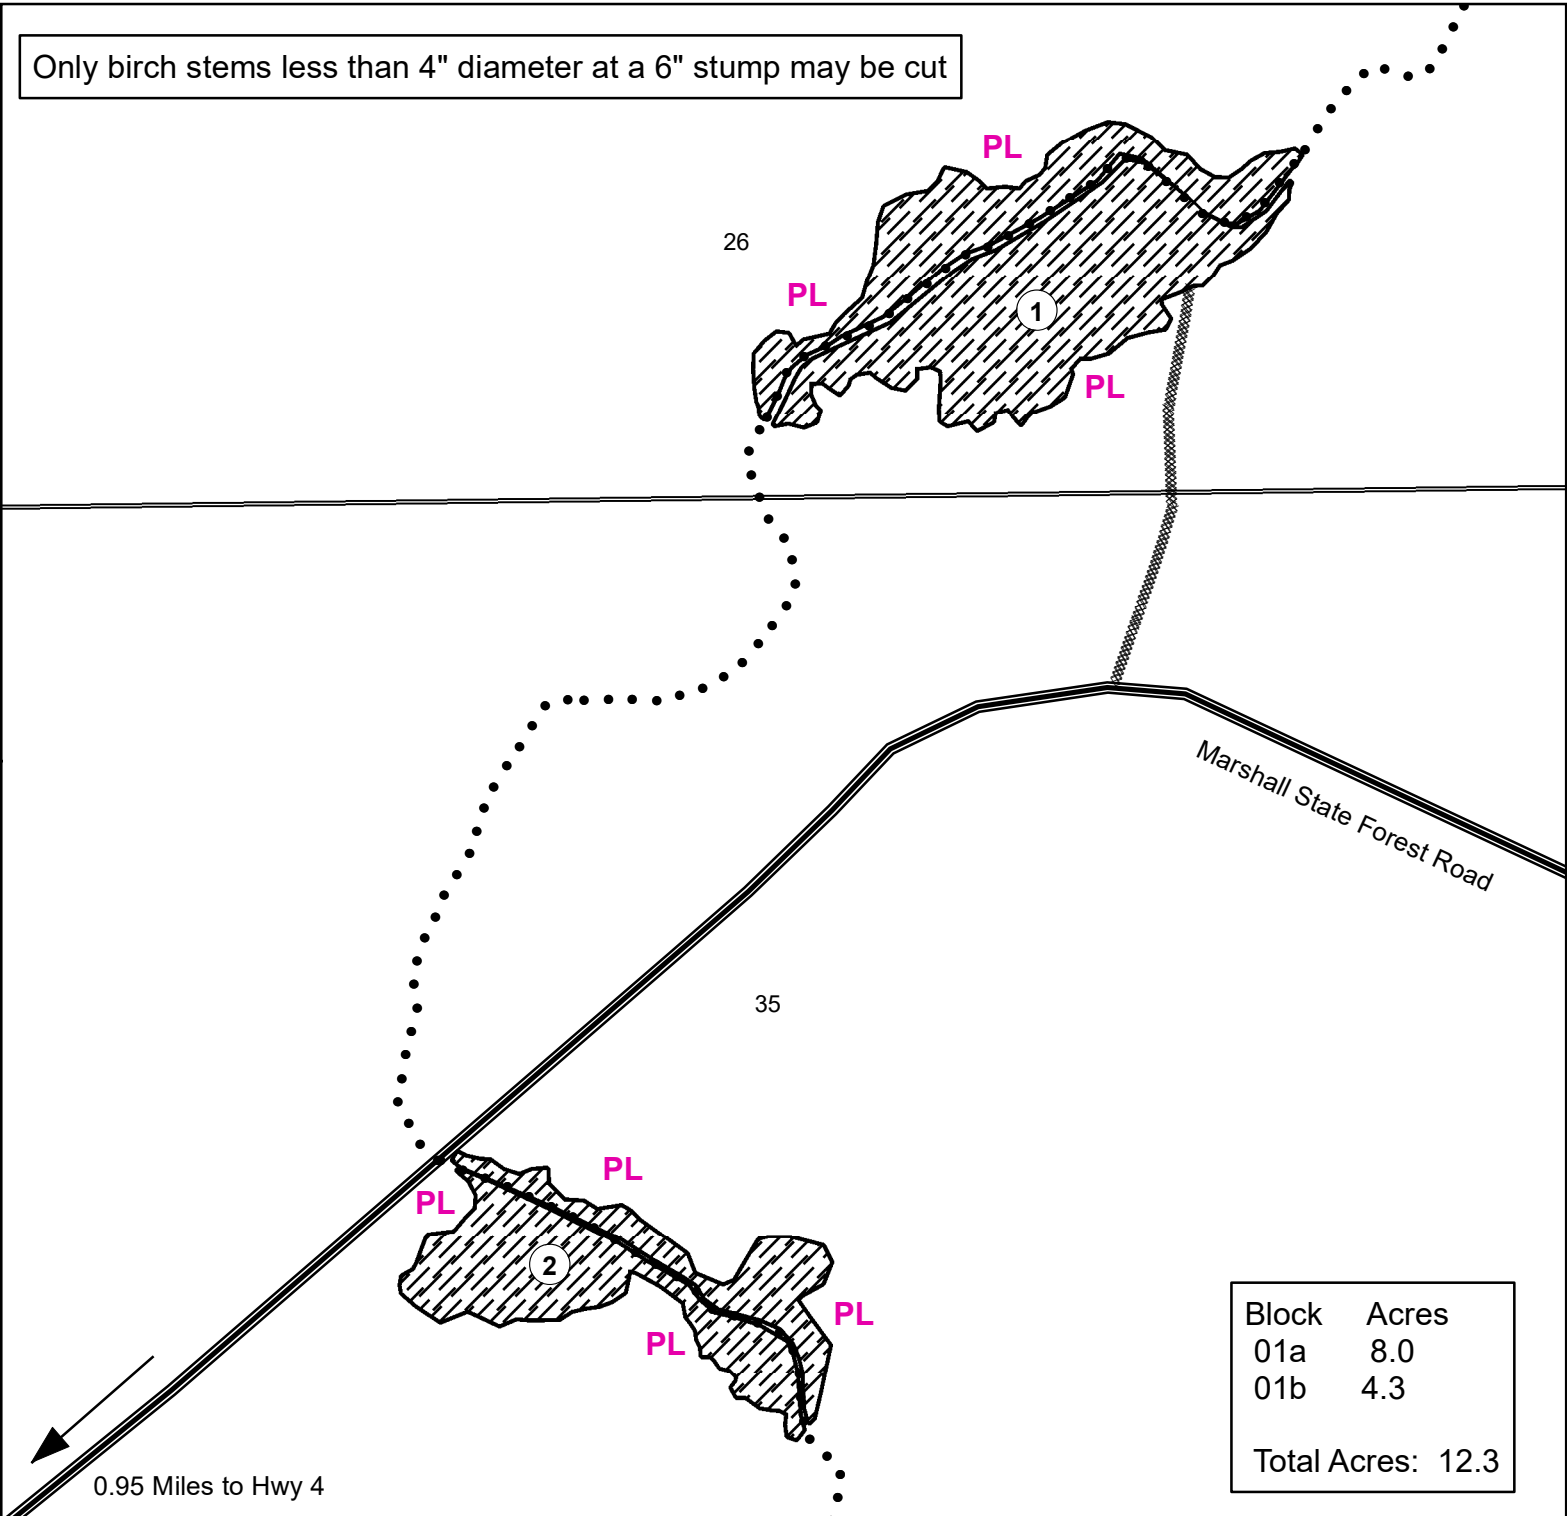 Only birch stems less than 4" diameter at a 6" stump may be cut
PL
26
PL
1
PL
Marshall State Forest Road
35
PL
PL
2
PL
PL
Block Acres
01a 8.0
01b 4.3
Total Acres: 12.3
0.95 Miles to Hwy 4